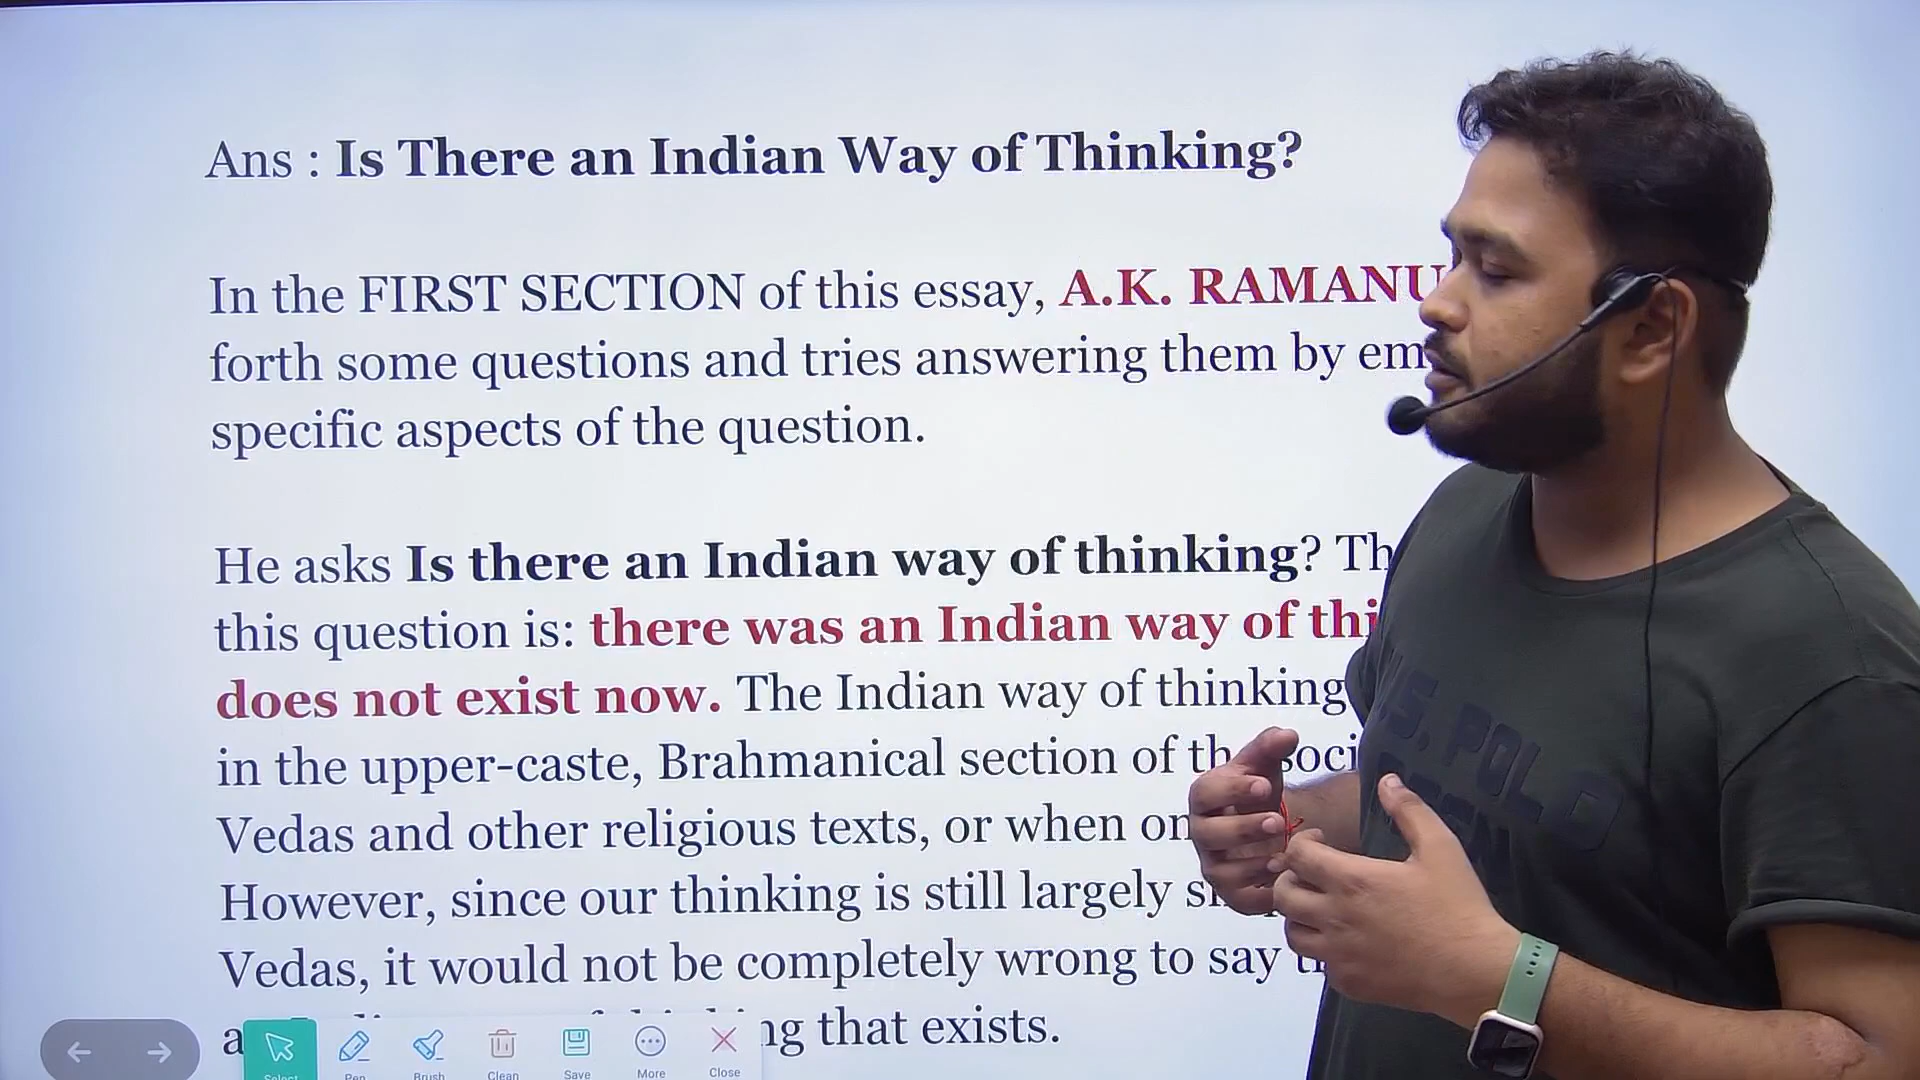 Ans : Is There an Indian Way of Thinking?
In the FIRST SECTION of this essay, A.K. RAMANU
forth some questions and tries answering them by em
specific aspects of the question.
He asks Is there an Indian way of thinking? Th
this question is: there was an Indian way of thi
does not exist now. The Indian way of thinking
in the upper-caste, Brahmanical section of th soci
Vedas and other religious texts, or when on
However, since our thinking is still largely
Vedas, it would not be completely wrong to say
that exists.
Select Pen Brush Clean Save More Close
U.S. POLO